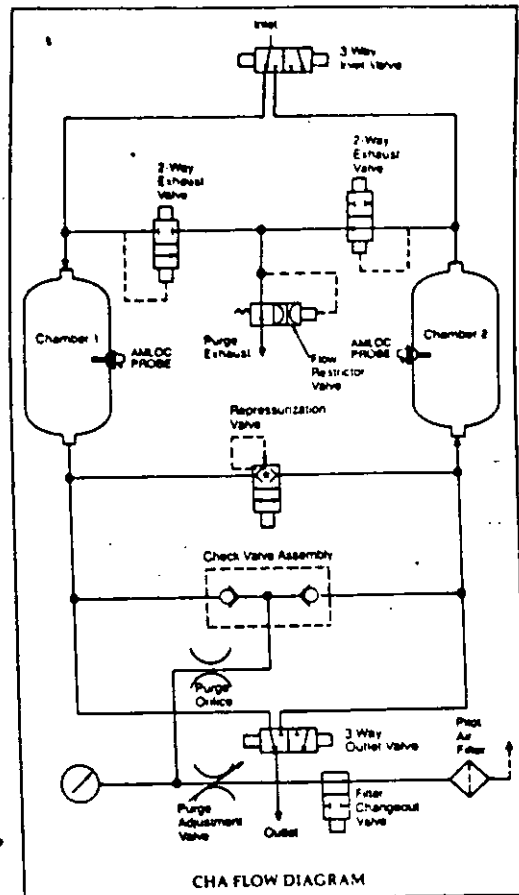 Inlet
3 Way
Inlet Valve
2-Way
Exhaust
Valve
2-Way
Exhaust
Valve
Chamber 1
AMLOC
PROBE
Purge
Exhaust
Flow
Restrictor
Valve
AMLOC
PROBE
Chamber 2
Repressurization
Valve
Check Valve Assembly
Purge
Orifice
3 Way
Outlet Valve
Pilot
Air
Filter
Purge
Adjustment
Valve
Outlet
Filter
Changeout
Valve
CHA FLOW DIAGRAM